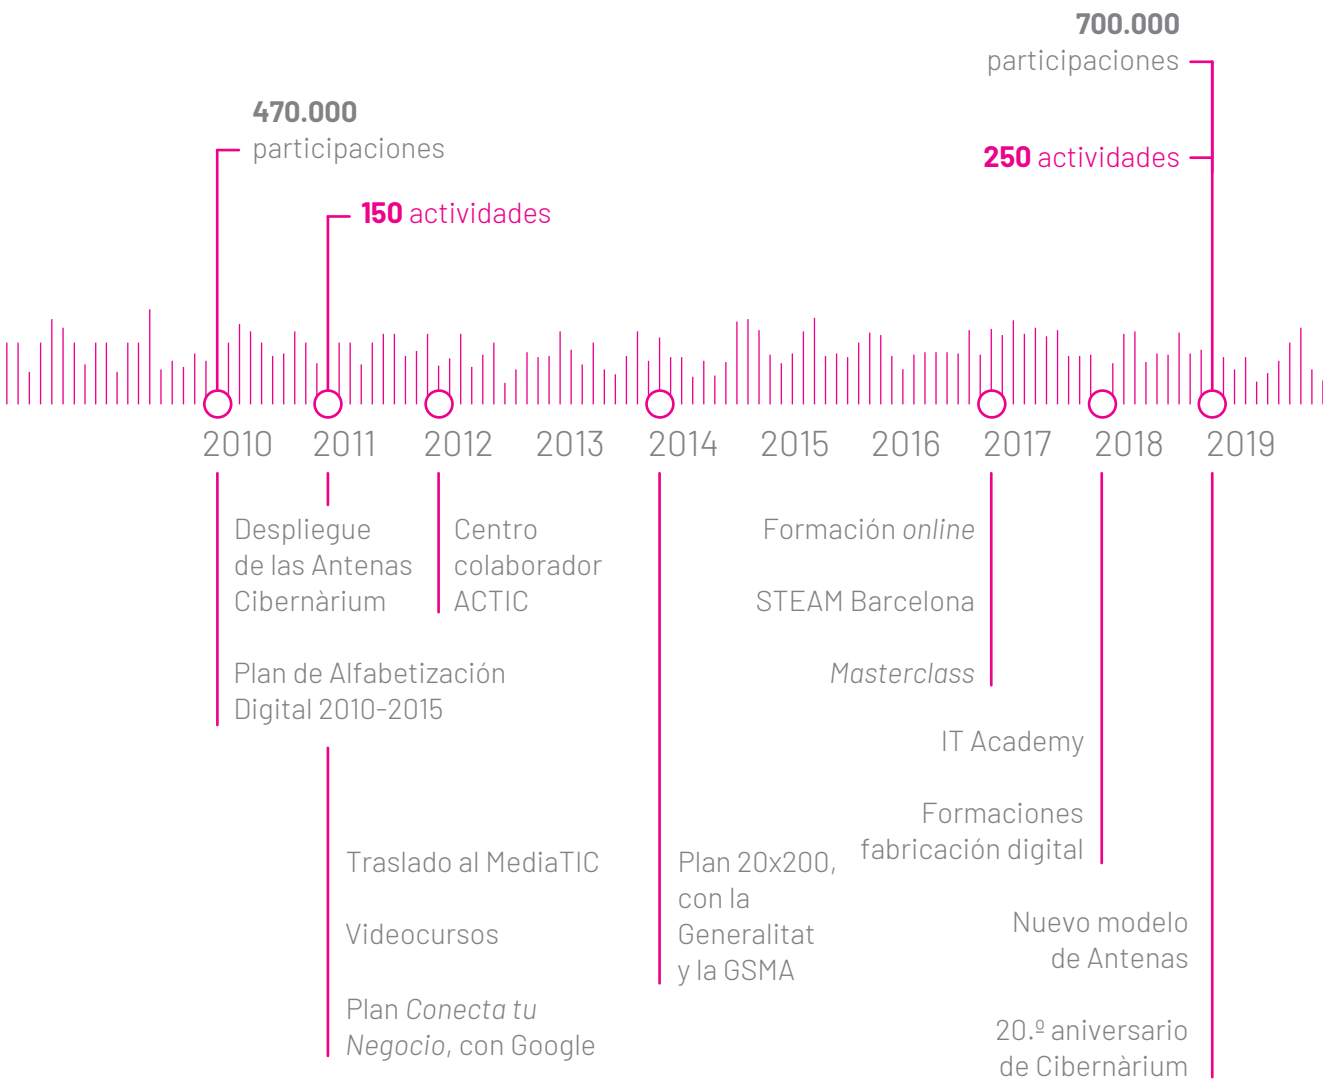 700.000
participaciones
470.000
participaciones
250 actividades
150 actividades
2010
2011
2012
2013
2014
2015
2016
2017
2018
2019
Despliegue
de las Antenas
Cibernàrium
Plan de Alfabetización
Digital 2010-2015
Traslado al MediaTIC
Videocursos
Plan Conecta tu
Negocio, con Google
Centro
colaborador
ACTIC
Plan 20x200,
con la
Generalitat
y la GSMA
Formación online
STEAM Barcelona
Masterclass
IT Academy
Formaciones
fabricación digital
Nuevo modelo
de Antenas
20.º aniversario
de Cibernàrium